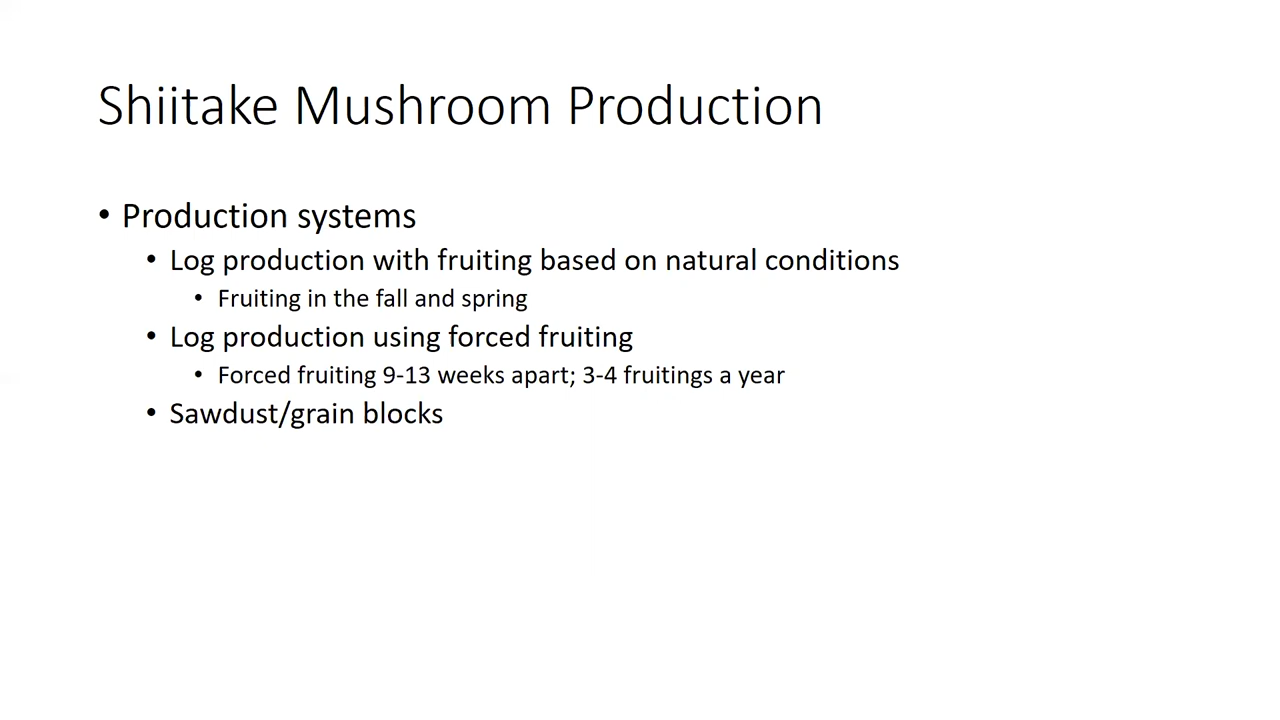 Shiitake Mushroom Production
• Production systems
• Log production with fruiting based on natural conditions
• Fruiting in the fall and spring
• Log production using forced fruiting
• Forced fruiting 9-13 weeks apart; 3-4 fruitings a year
• Sawdust/grain blocks